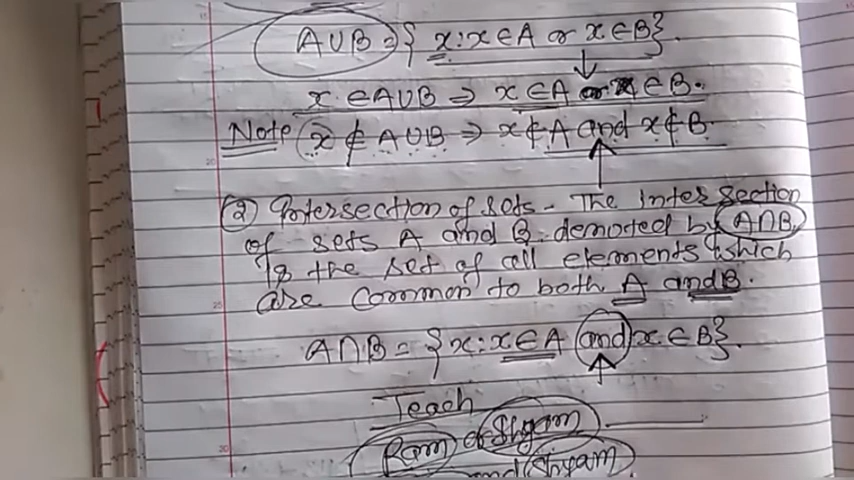 A∪B = { x : x ∈ A or x ∈ B}.
x ∈ A∪B ⇒ x ∈ A or x ∈ B.
Note x ∉ A∪B ⇒ x ∉ A and x ∉ B.
② Intersection of sets - The intersection
of sets A and B. denoted by A∩B
is the set of all elements which
are common to both A and B.
A∩B = {x : x ∈ A and x ∈ B}.
Teach
Ram or Shyam
and Shyam